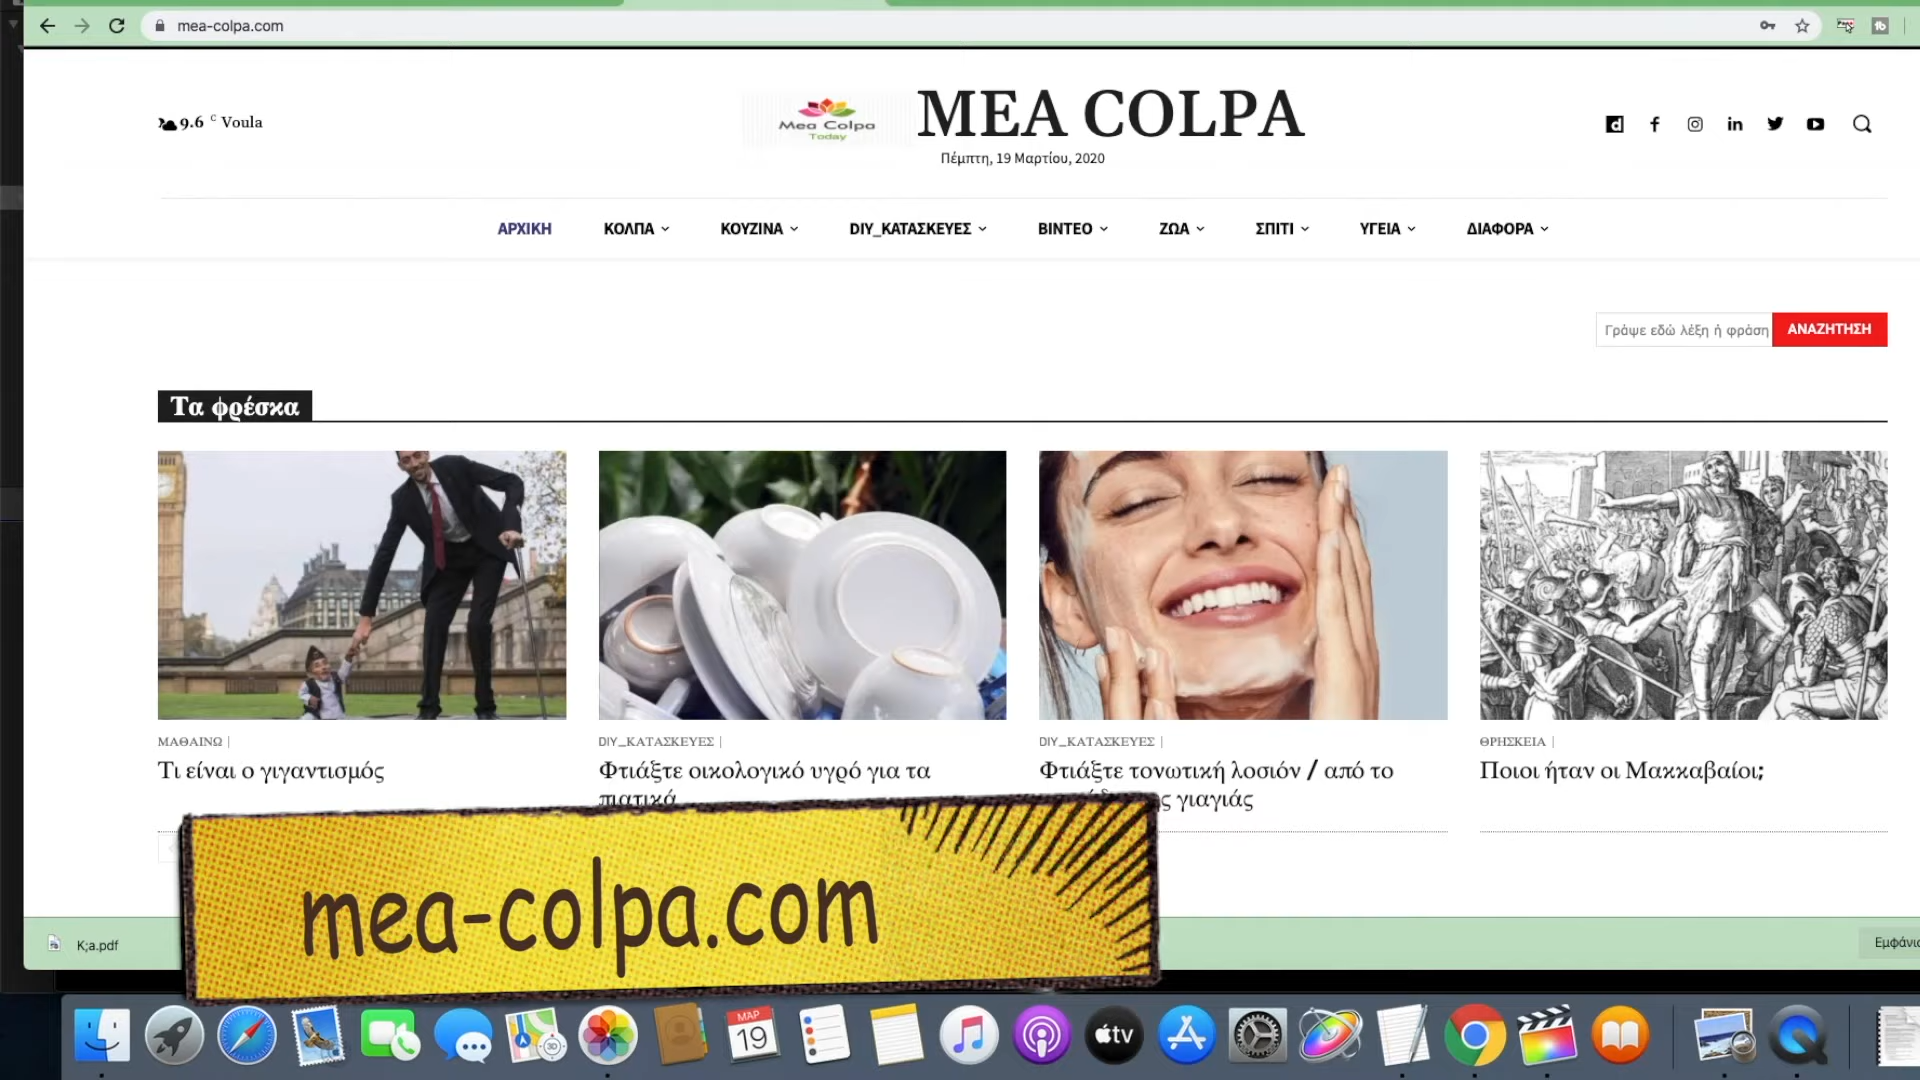 mea-colpa.com
9.6 C Voula
Mea Colpa
Today
MEA COLPA
Πέμπτη, 19 Μαρτίου, 2020
ΑΡΧΙΚΗ ΚΟΛΠΑ ΚΟΥΖΙΝΑ DIY_ΚΑΤΑΣΚΕΥΕΣ ΒΙΝΤΕΟ ΖΩΑ ΣΠΙΤΙ ΥΓΕΙΑ ΔΙΑΦΟΡΑ
Γράψε εδώ λέξη ή φράση ΑΝΑΖΗΤΗΣΗ
Τα φρέσκα
ΜΑΘΑΙΝΩ |
Τι είναι ο γιγαντισμός
DIY_ΚΑΤΑΣΚΕΥΕΣ |
Φτιάξτε οικολογικό υγρό για τα
πιατικά
DIY_ΚΑΤΑΣΚΕΥΕΣ |
Φτιάξτε τονωτική λοσιόν / από το
γιαγιάς
ΘΡΗΣΚΕΙΑ |
Ποιοι ήταν οι Μακκαβαίοι;
mea-colpa.com
K;a.pdf
ΜΑΡ
19
3D
tv